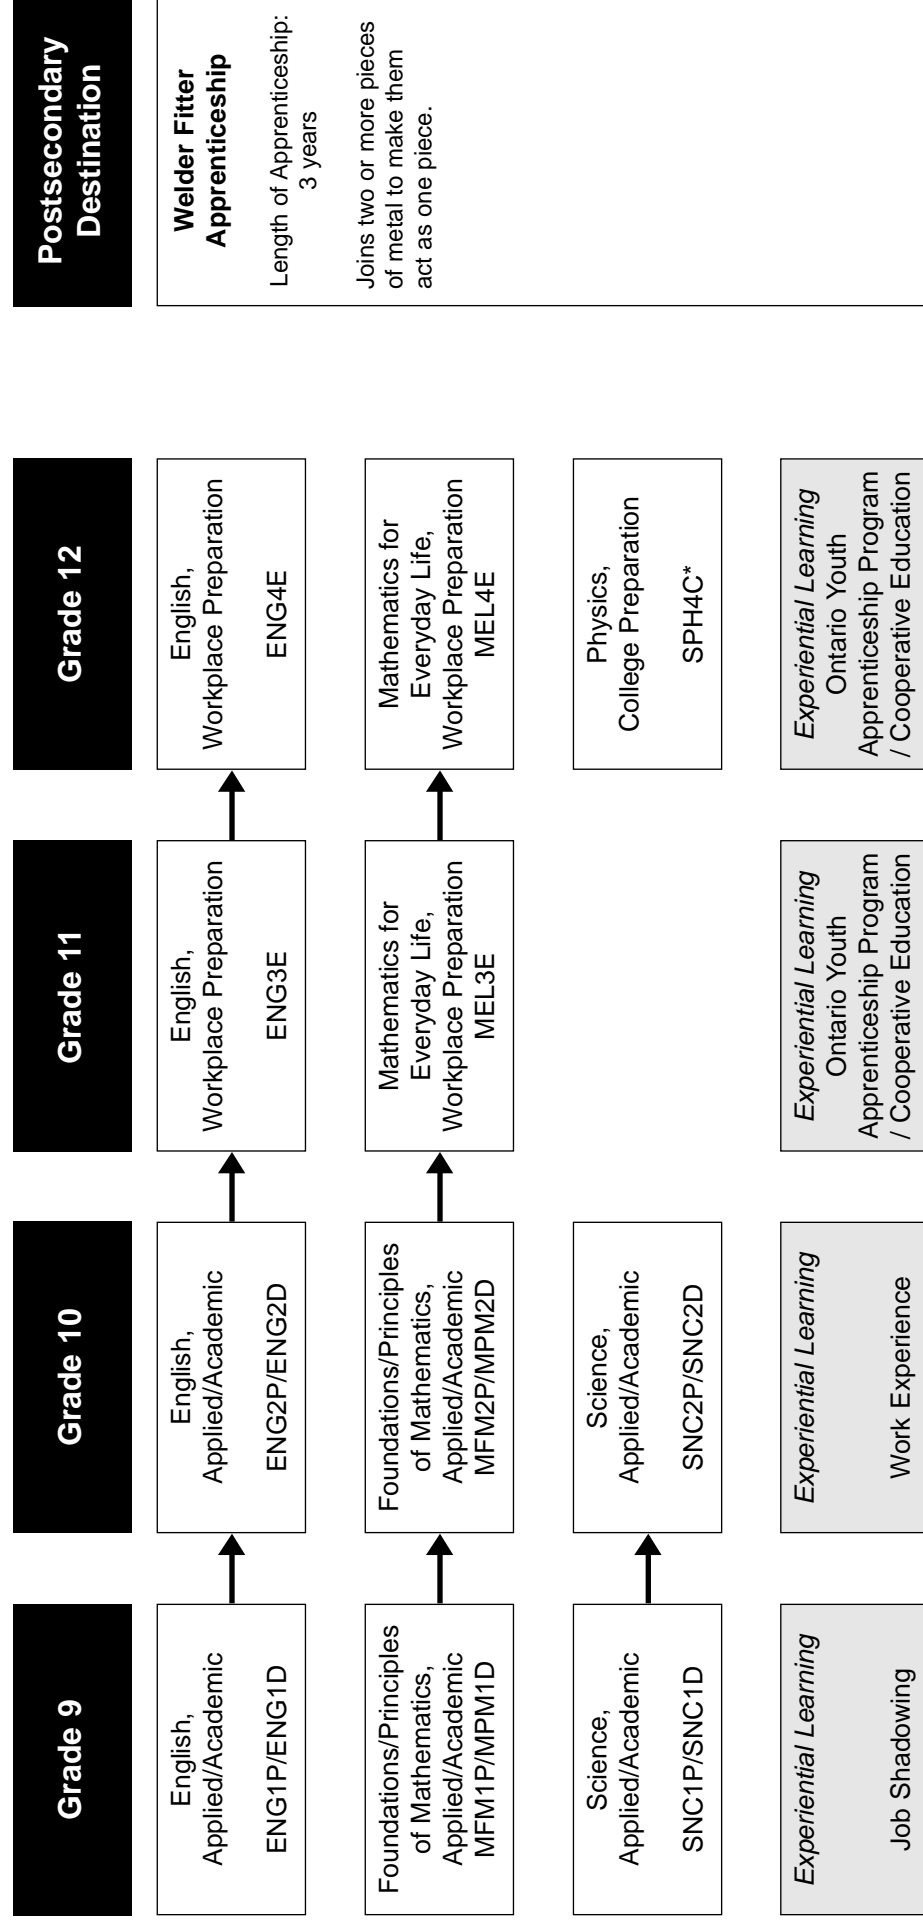 Grade 9
Grade 10
Grade 11
Grade 12
Postsecondary
Destination
English,
Applied/Academic
ENG1P/ENG1D
English,
Applied/Academic
ENG2P/ENG2D
English,
Workplace Preparation
ENG3E
English,
Workplace Preparation
ENG4E
Welder Fitter
Apprenticeship
Length of Apprenticeship:
3 years
Joins two or more pieces
of metal to make them
act as one piece.
Foundations/Principles
of Mathematics,
Applied/Academic
MFM1P/MPM1D
Foundations/Principles
of Mathematics,
Applied/Academic
MFM2P/MPM2D
Mathematics for
Everyday Life,
Workplace Preparation
MEL3E
Mathematics for
Everyday Life,
Workplace Preparation
MEL4E
Science,
Applied/Academic
SNC1P/SNC1D
Science,
Applied/Academic
SNC2P/SNC2D
Physics,
College Preparation
SPH4C*
Experiential Learning
Job Shadowing
Experiential Learning
Work Experience
Experiential Learning
Ontario Youth
Apprenticeship Program
/ Cooperative Education
Experiential Learning
Ontario Youth
Apprenticeship Program
/ Cooperative Education